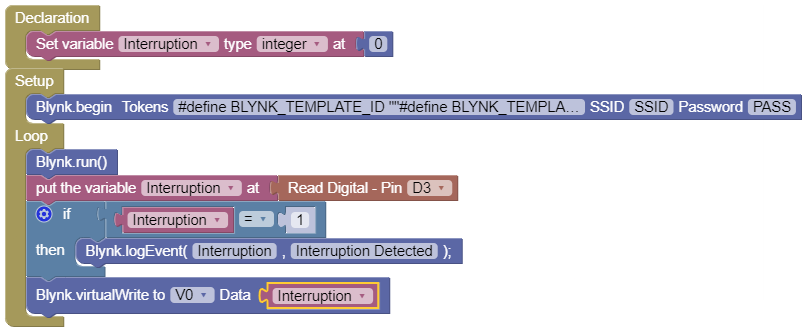 Declaration
Set variable Interruption type integer at 0
Setup
Blynk.begin Tokens #define BLYNK_TEMPLATE_ID ""#define BLYNK_TEMPLA... SSID SSID Password PASS
Loop
Blynk.run()
put the variable Interruption at Read Digital - Pin D3
if Interruption = 1
then Blynk.logEvent( Interruption , Interruption Detected );
Blynk.virtualWrite to V0 Data Interruption